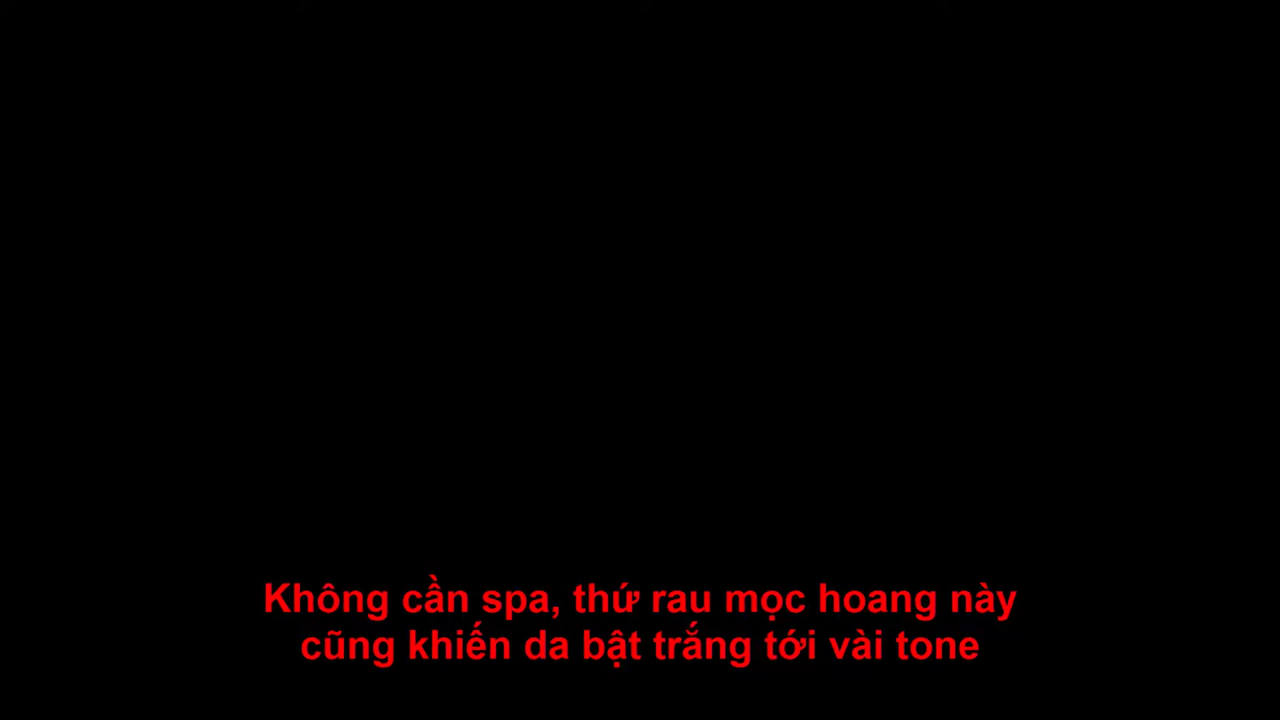 Không cần spa, thứ rau mọc hoang này
cũng khiến da bật trắng tới vài tone